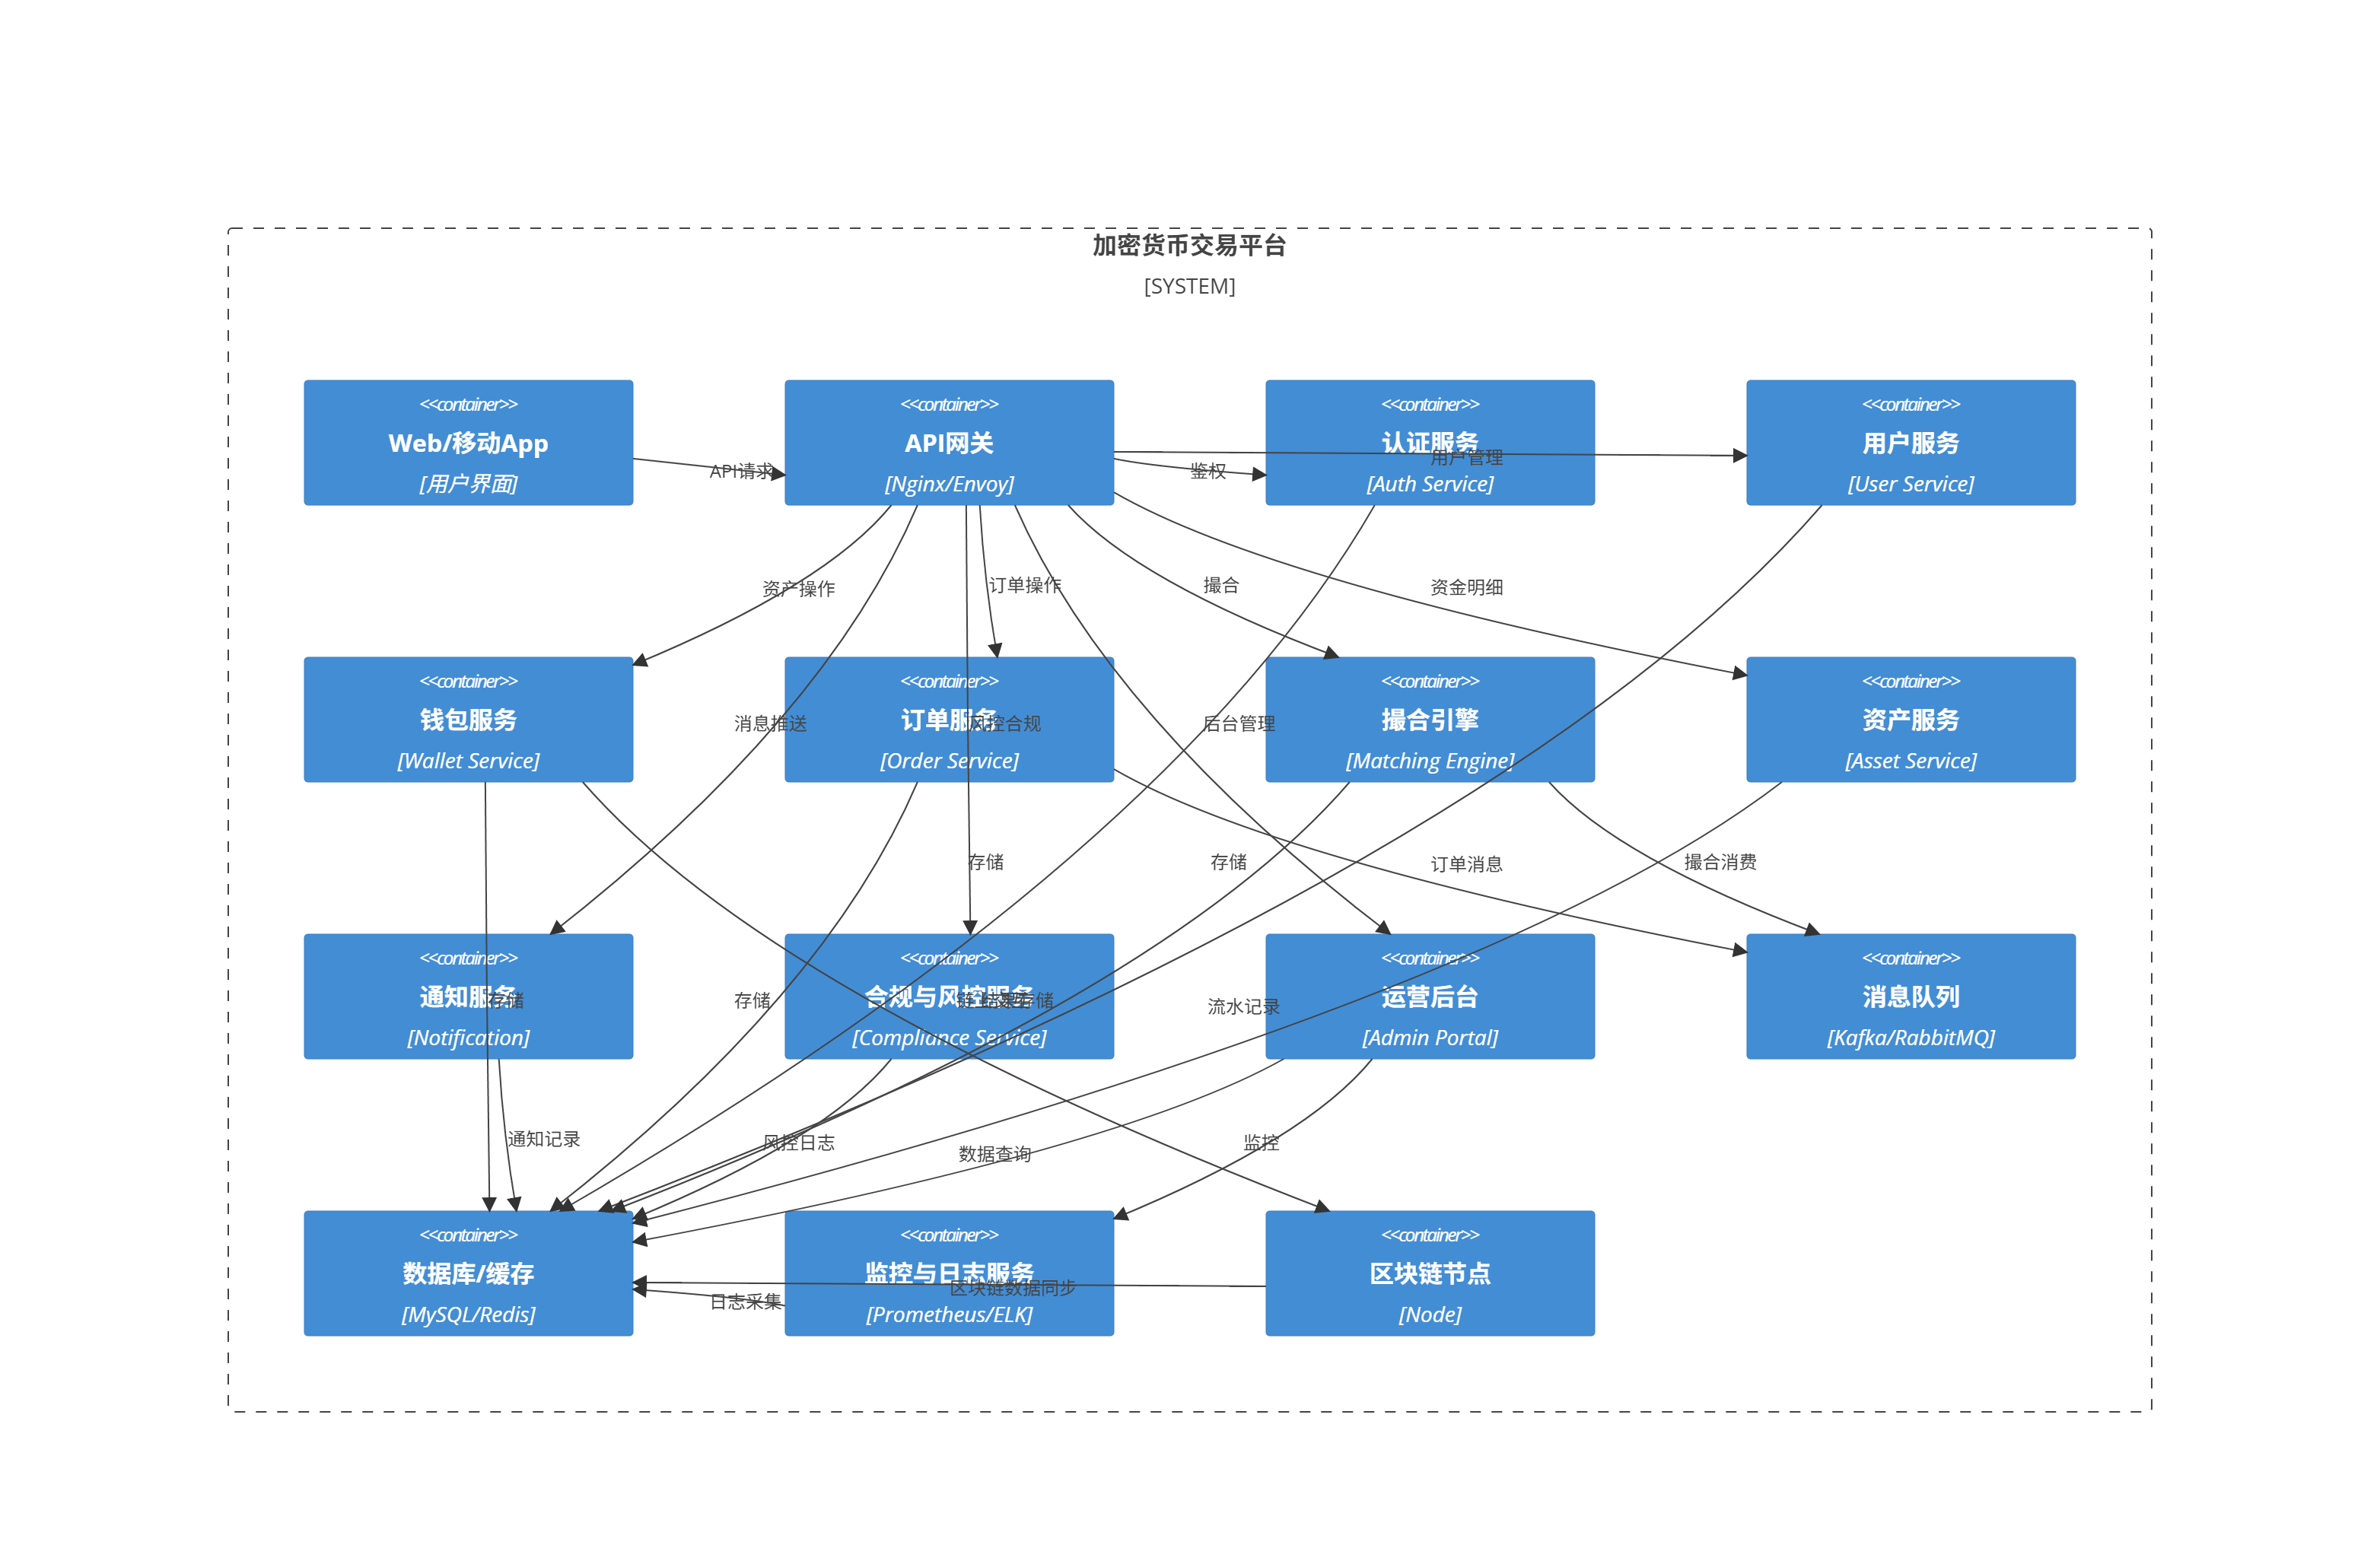 加密货币交易平台
[SYSTEM]
<<container>>
Web/移动App
[用户界面]
<<container>>
API网关
[Nginx/Envoy]
<<container>>
认证服务
[Auth Service]
<<container>>
用户服务
[User Service]
API请求
鉴权
用户管理
资产操作
订单操作
撮合
资金明细
<<container>>
钱包服务
[Wallet Service]
<<container>>
订单服务
[Order Service]
<<container>>
撮合引擎
[Matching Engine]
<<container>>
资产服务
[Asset Service]
消息推送
风控合规
后台管理
存储
存储
订单消息
撮合消费
<<container>>
通知服务
[Notification]
<<container>>
合规与风控服务
[Compliance Service]
<<container>>
运营后台
[Admin Portal]
<<container>>
消息队列
[Kafka/RabbitMQ]
存储
存储
流水记录
通知记录
风控日志
数据查询
监控
<<container>>
数据库/缓存
[MySQL/Redis]
<<container>>
监控与日志服务
[Prometheus/ELK]
<<container>>
区块链节点
[Node]
日志采集
区块链数据同步